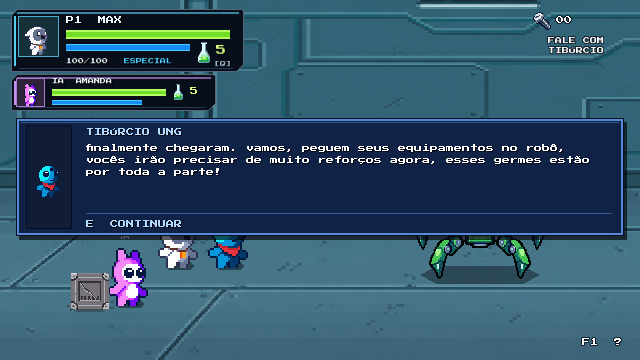 P1 MAX
5
100/100 ESPECIAL [Q]
IA AMANDA
5
00
FALE COM
TIBÚRCIO
TIBÚRCIO UNG
finalmente chegaram. vamos, peguem seus equipamentos no robô,
vocês irão precisar de muito reforços agora, esses germes estão
por toda a parte!
E CONTINUAR
F1 ?